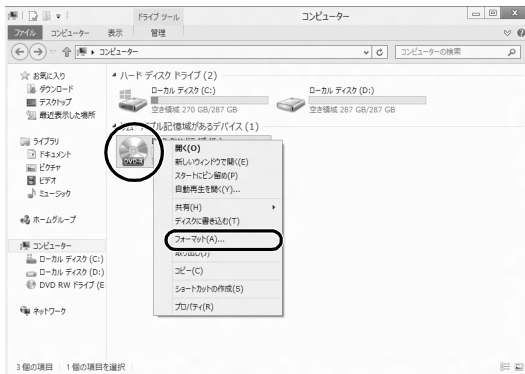 ドライブ ツール
コンピューター
ファイル コンピューター 表示 管理
コンピューター
コンピューターの検索
お気に入り
ダウンロード
デスクトップ
最近表示した場所
ライブラリ
ドキュメント
ピクチャ
ビデオ
ミュージック
ホームグループ
コンピューター
ローカル ディスク (C:)
ローカル ディスク (D:)
DVD RW ドライブ (E
ネットワーク
ハード ディスク ドライブ (2)
ローカル ディスク (C:)
空き領域 270 GB/287 GB
ローカル ディスク (D:)
空き領域 287 GB/287 GB
ブル記憶域があるデバイス (1)
開く(O)
新しいウィンドウで開く(E)
スタートにピン留め(P)
自動再生を開く(Y)...
共有(H)
ディスクに書き込む(T)
フォーマット(A)...
取り出し(J)
コピー(C)
ショートカットの作成(S)
プロパティ(R)
3 個の項目 1 個の項目を選択